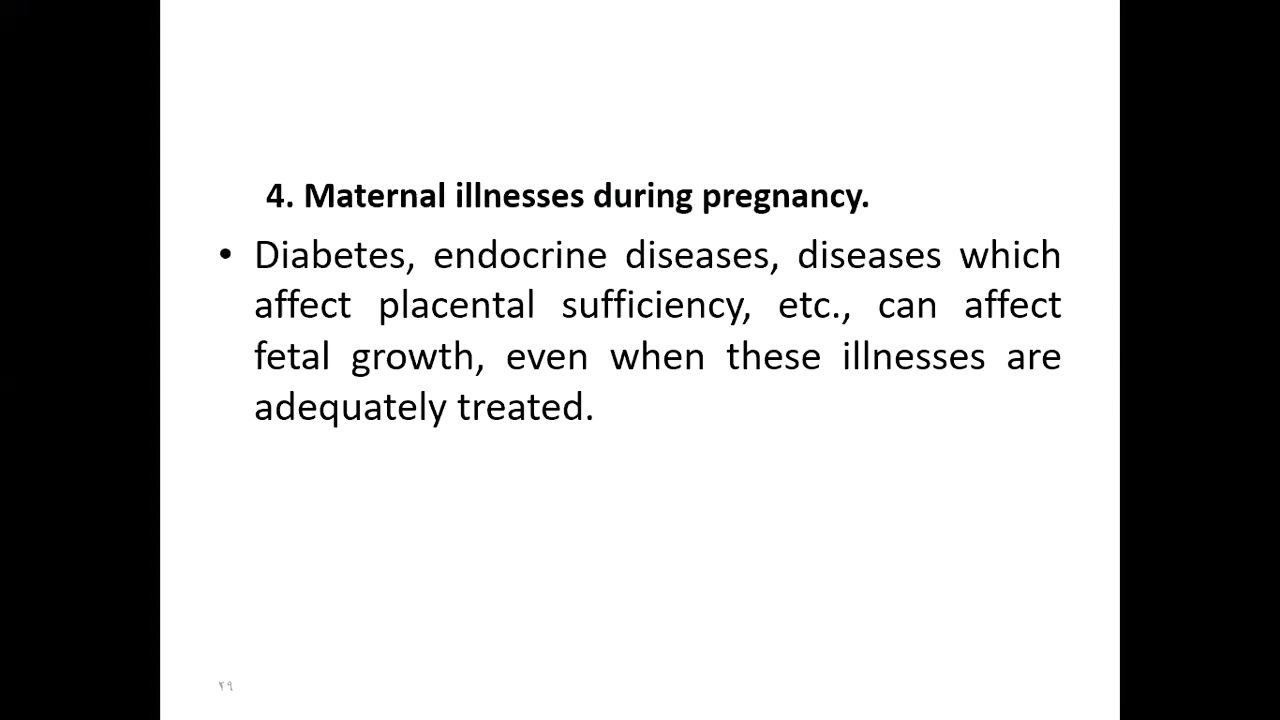 4. Maternal illnesses during pregnancy.
• Diabetes, endocrine diseases, diseases which
affect placental sufficiency, etc., can affect
fetal growth, even when these illnesses are
adequately treated.
٢٩